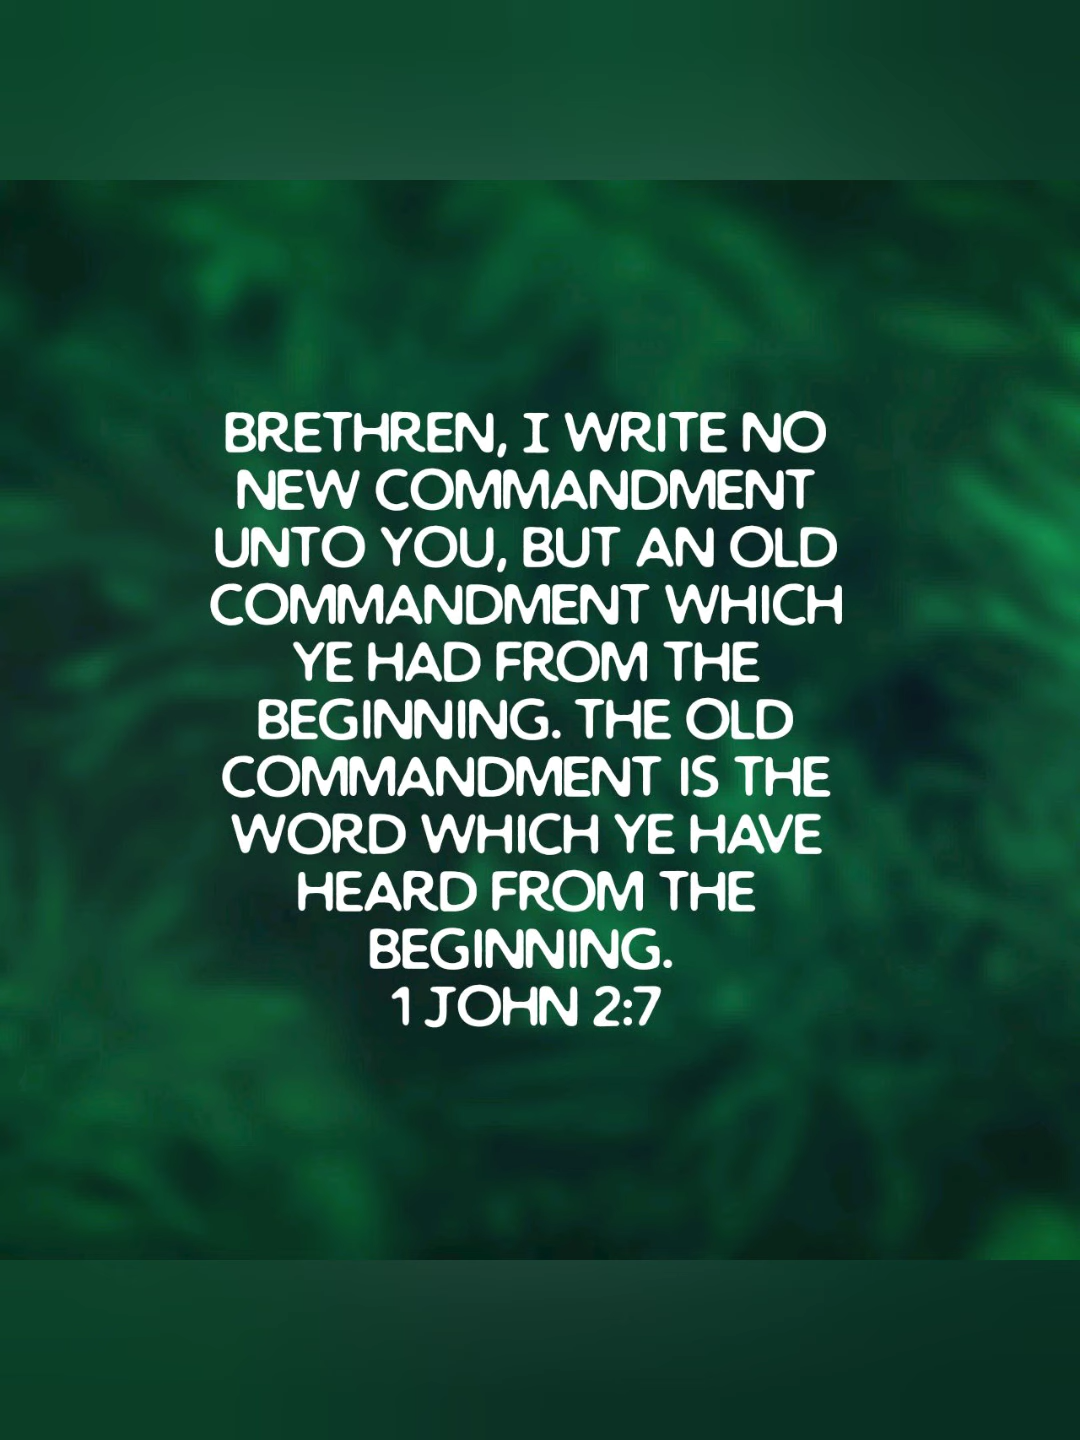 BRETHREN, I WRITE NO
NEW COMMANDMENT
UNTO YOU, BUT AN OLD
COMMANDMENT WHICH
YE HAD FROM THE
BEGINNING. THE OLD
COMMANDMENT IS THE
WORD WHICH YE HAVE
HEARD FROM THE
BEGINNING.
1 JOHN 2:7